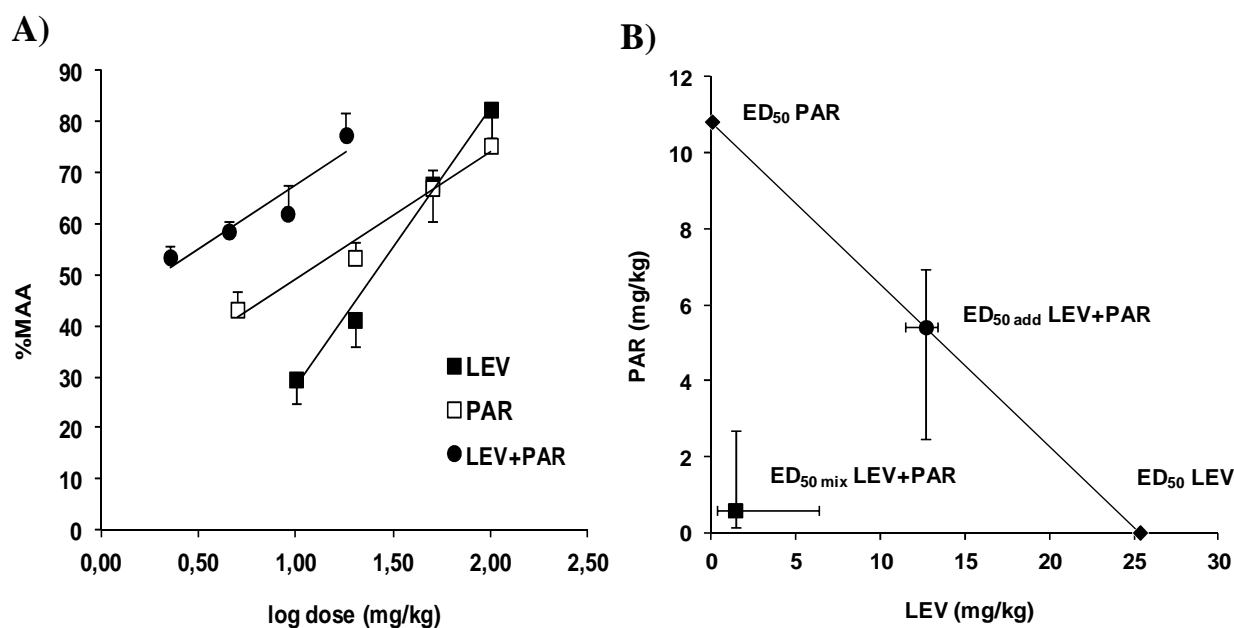 A)
90
80
70
60
50
40
30
20
10
0
%MAA
0,00 0,50 1,00 1,50 2,00 2,50
log dose (mg/kg)
LEV
PAR
LEV+PAR
B)
12
10
8
6
4
2
0
PAR (mg/kg)
ED50 PAR
ED50 add LEV+PAR
ED50 mix LEV+PAR
ED50 LEV
0 5 10 15 20 25 30
LEV (mg/kg)